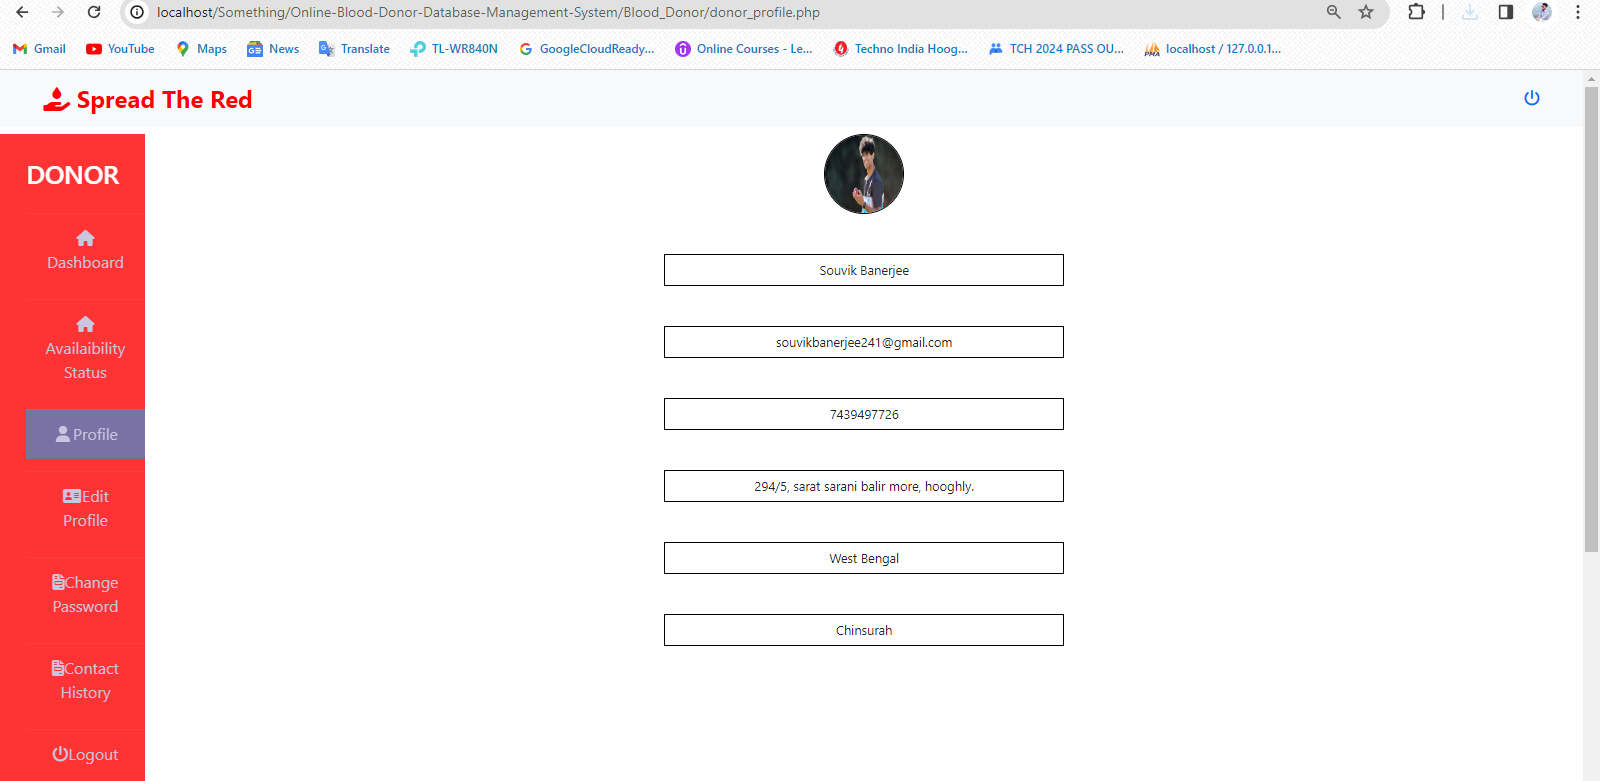 localhost/Something/Online-Blood-Donor-Database-Management-System/Blood_Donor/donor_profile.php
Gmail YouTube Maps News Translate TL-WR840N GoogleCloudReady... Online Courses - Le... Techno India Hoog... TCH 2024 PASS OU... PMA localhost / 127.0.0.1...
Spread The Red
DONOR
Dashboard
Availaibility
Status
Profile
Edit
Profile
Change
Password
Contact
History
Logout
Souvik Banerjee
souvikbanerjee241@gmail.com
7439497726
294/5, sarat sarani balir more, hooghly.
West Bengal
Chinsurah